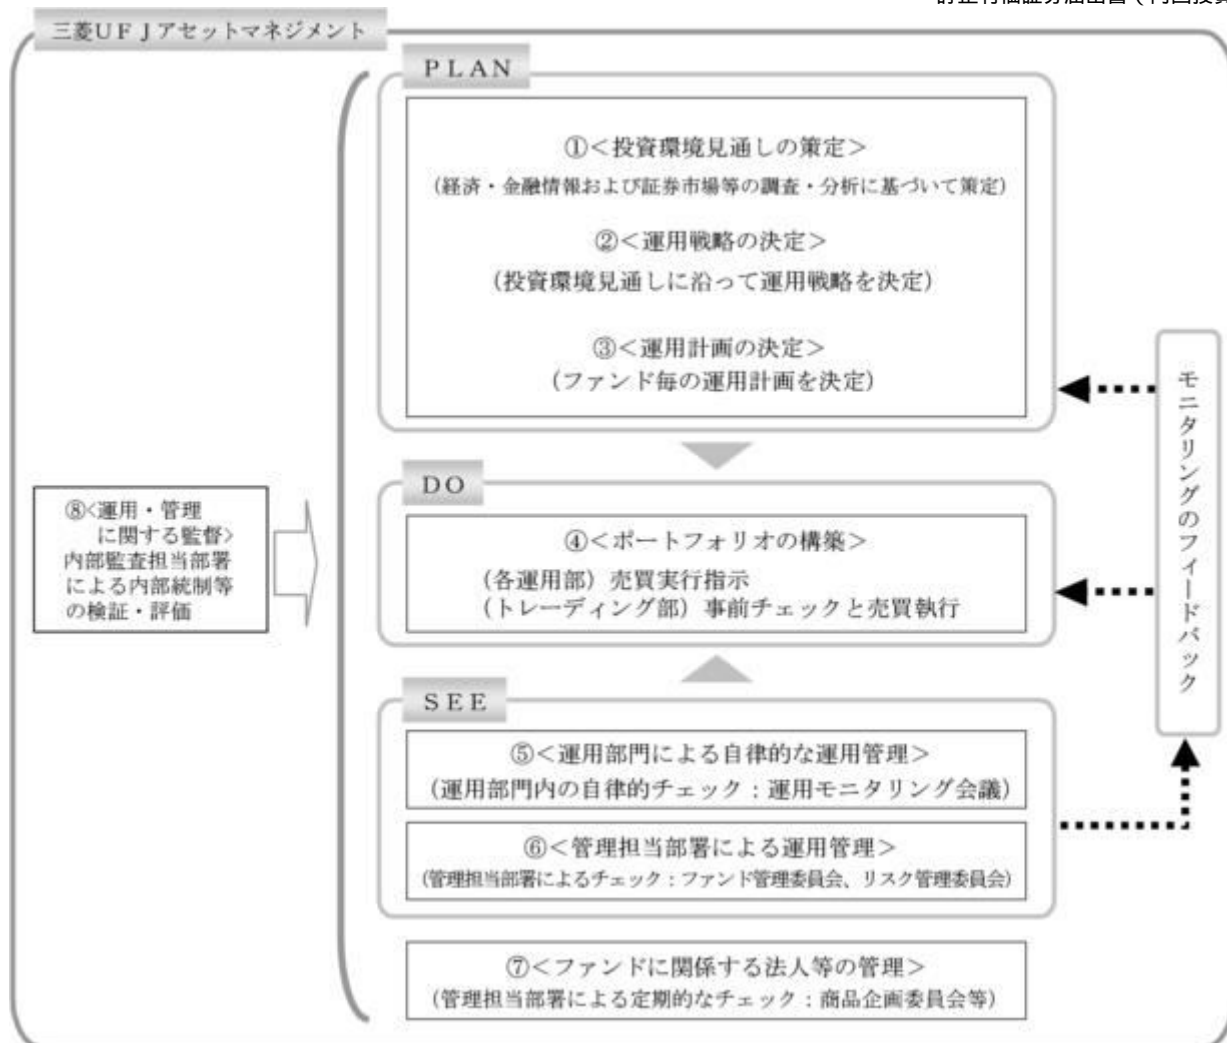 三菱ＵＦＪアセットマネジメント
ＰＬＡＮ
①＜投資環境見通しの策定＞
(経済・金融情報および証券市場等の調査・分析に基づいて策定)
②＜運用戦略の決定＞
(投資環境見通しに沿って運用戦略を決定)
③＜運用計画の決定＞
(ファンド毎の運用計画を決定)
ＤＯ
④＜ポートフォリオの構築＞
(各運用部) 売買実行指示
(トレーディング部) 事前チェックと売買執行
ＳＥＥ
⑤＜運用部門による自律的な運用管理＞
(運用部門内の自律的チェック：運用モニタリング会議)
⑥＜管理担当部署による運用管理＞
(管理担当部署によるチェック：ファンド管理委員会、リスク管理委員会)
⑦＜ファンドに関係する法人等の管理＞
(管理担当部署による定期的なチェック：商品企画委員会等)
⑧<運用・管理
に関する監督>
内部監査担当部署
による内部統制等
の検証・評価
モニタリングのフィードバック